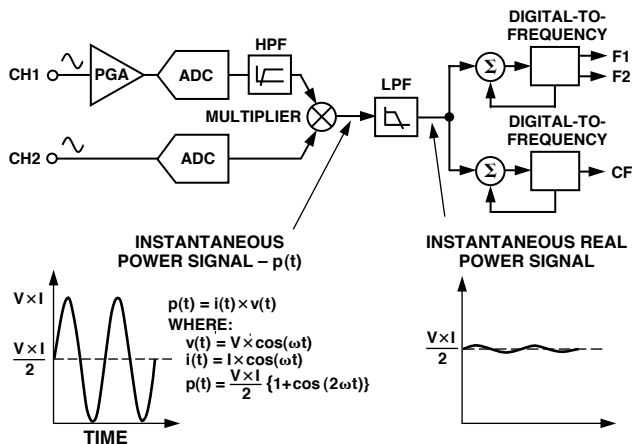 DIGITAL-TO-
FREQUENCY
HPF
CH1
PGA
ADC
LPF
Σ
F1
F2
MULTIPLIER
DIGITAL-TO-
FREQUENCY
CH2
ADC
Σ
CF
INSTANTANEOUS
POWER SIGNAL – p(t)
INSTANTANEOUS REAL
POWER SIGNAL
V × I
p(t) = i(t) × v(t)
WHERE:
v(t) = V × cos(ωt)
i(t) = I × cos(ωt)
p(t) = V × I / 2 {1+cos (2ωt)}
V × I
2
TIME
V × I
2